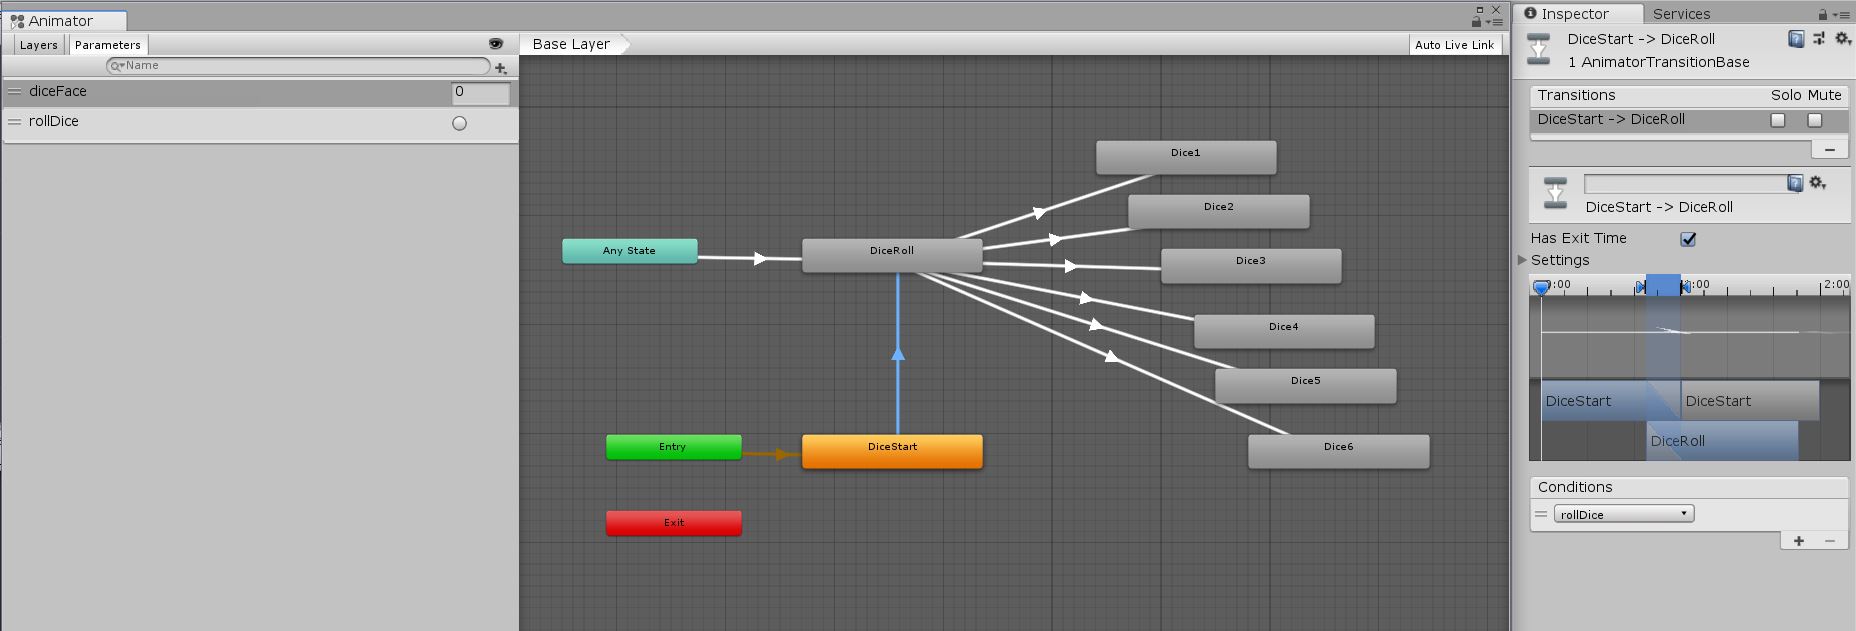 Animator
Layers Parameters
Name
diceFace 0
rollDice
Base Layer
Auto Live Link
Dice1
Dice2
Any State
DiceRoll
Dice3
Dice4
Dice5
Entry
DiceStart
Dice6
Exit
Inspector Services
DiceStart -> DiceRoll
1 AnimatorTransitionBase
Transitions Solo Mute
DiceStart -> DiceRoll
DiceStart -> DiceRoll
Has Exit Time
Settings
:00 :00 2:00
DiceStart DiceStart
DiceRoll
Conditions
rollDice